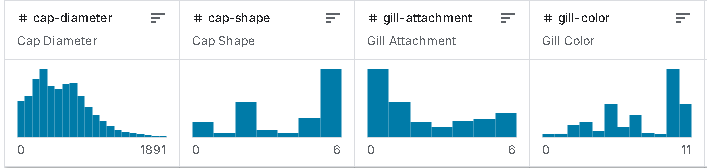 # cap-diameter
Cap Diameter
0 1891
# cap-shape
Cap Shape
0 6
# gill-attachment
Gill Attachment
0 6
# gill-color
Gill Color
0 11